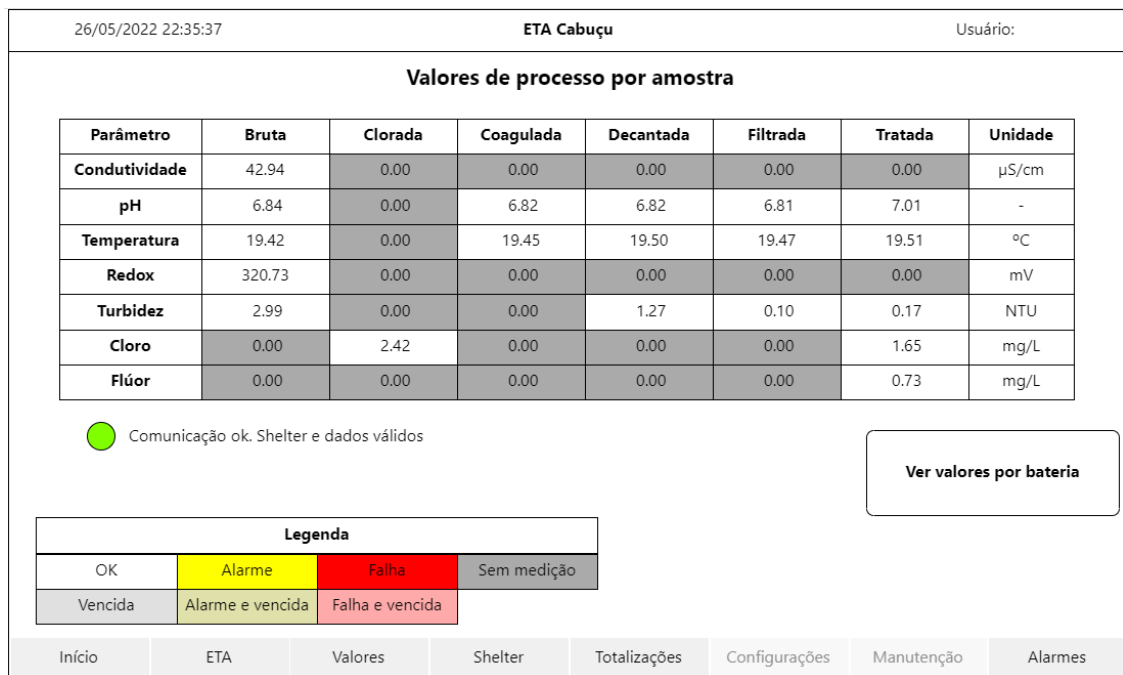 26/05/2022 22:35:37 ETA Cabuçu Usuário:
Valores de processo por amostra
Parâmetro Bruta Clorada Coagulada Decantada Filtrada Tratada Unidade
Condutividade 42.94 0.00 0.00 0.00 0.00 0.00 µS/cm
pH 6.84 0.00 6.82 6.82 6.81 7.01 -
Temperatura 19.42 0.00 19.45 19.50 19.47 19.51 ºC
Redox 320.73 0.00 0.00 0.00 0.00 0.00 mV
Turbidez 2.99 0.00 0.00 1.27 0.10 0.17 NTU
Cloro 0.00 2.42 0.00 0.00 0.00 1.65 mg/L
Flúor 0.00 0.00 0.00 0.00 0.00 0.73 mg/L
Comunicação ok. Shelter e dados válidos
Ver valores por bateria
Legenda
OK Alarme Falha Sem medição
Vencida Alarme e vencida Falha e vencida
Início ETA Valores Shelter Totalizações Configurações Manutenção Alarmes